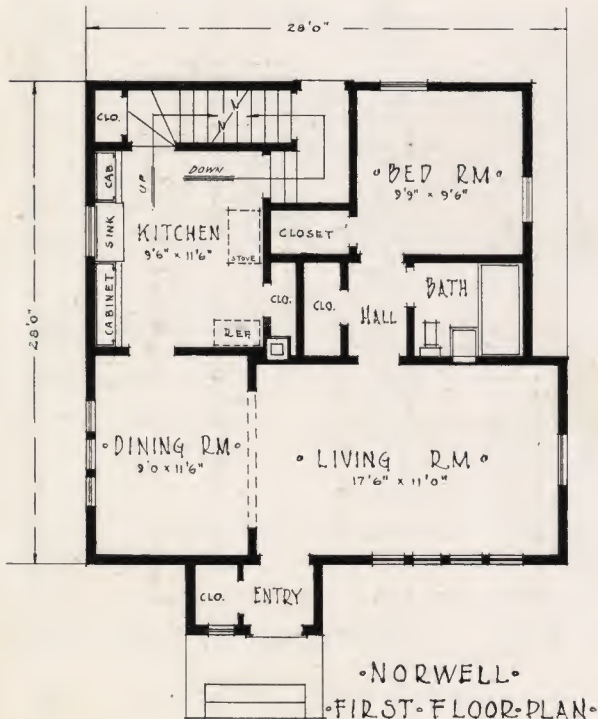 28'0"
CLO.
UP
DOWN
BED RM
9'9" x 9'6"
CAB
SINK
CABINET
KITCHEN
9'6" x 11'6"
STOVE
CLOSET
CLO.
CLO.
HALL
BATH
REF
28'0"
DINING RM
9'0 x 11'6"
LIVING RM
17'6" x 11'0"
CLO.
ENTRY
•NORWELL•
•FIRST•FLOOR•PLAN•